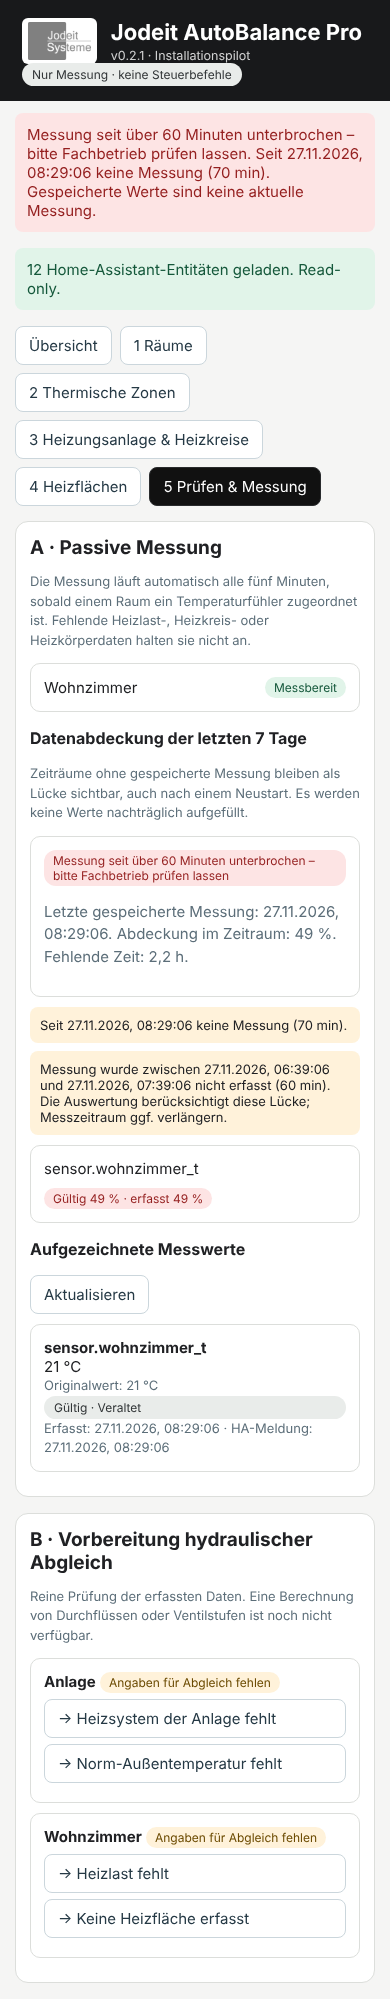 Jodeit
Systeme
Jodeit AutoBalance Pro
v0.2.1 · Installationspilot
Nur Messung · keine Steuerbefehle
Messung seit über 60 Minuten unterbrochen –
bitte Fachbetrieb prüfen lassen. Seit 27.11.2026,
08:29:06 keine Messung (70 min).
Gespeicherte Werte sind keine aktuelle
Messung.
12 Home-Assistant-Entitäten geladen. Read-
only.
Übersicht
1 Räume
2 Thermische Zonen
3 Heizungsanlage & Heizkreise
4 Heizflächen
5 Prüfen & Messung
A · Passive Messung
Die Messung läuft automatisch alle fünf Minuten,
sobald einem Raum ein Temperaturfühler zugeordnet
ist. Fehlende Heizlast-, Heizkreis- oder
Heizkörperdaten halten sie nicht an.
Wohnzimmer
Messbereit
Datenabdeckung der letzten 7 Tage
Zeiträume ohne gespeicherte Messung bleiben als
Lücke sichtbar, auch nach einem Neustart. Es werden
keine Werte nachträglich aufgefüllt.
Messung seit über 60 Minuten unterbrochen –
bitte Fachbetrieb prüfen lassen
Letzte gespeicherte Messung: 27.11.2026,
08:29:06. Abdeckung im Zeitraum: 49 %.
Fehlende Zeit: 2,2 h.
Seit 27.11.2026, 08:29:06 keine Messung (70 min).
Messung wurde zwischen 27.11.2026, 06:39:06
und 27.11.2026, 07:39:06 nicht erfasst (60 min).
Die Auswertung berücksichtigt diese Lücke;
Messzeitraum ggf. verlängern.
sensor.wohnzimmer_t
Gültig 49 % · erfasst 49 %
Aufgezeichnete Messwerte
Aktualisieren
sensor.wohnzimmer_t
21 °C
Originalwert: 21 °C
Gültig · Veraltet
Erfasst: 27.11.2026, 08:29:06 · HA-Meldung:
27.11.2026, 08:29:06
B · Vorbereitung hydraulischer
Abgleich
Reine Prüfung der erfassten Daten. Eine Berechnung
von Durchflüssen oder Ventilstufen ist noch nicht
verfügbar.
Anlage Angaben für Abgleich fehlen
→ Heizsystem der Anlage fehlt
→ Norm-Außentemperatur fehlt
Wohnzimmer Angaben für Abgleich fehlen
→ Heizlast fehlt
→ Keine Heizfläche erfasst